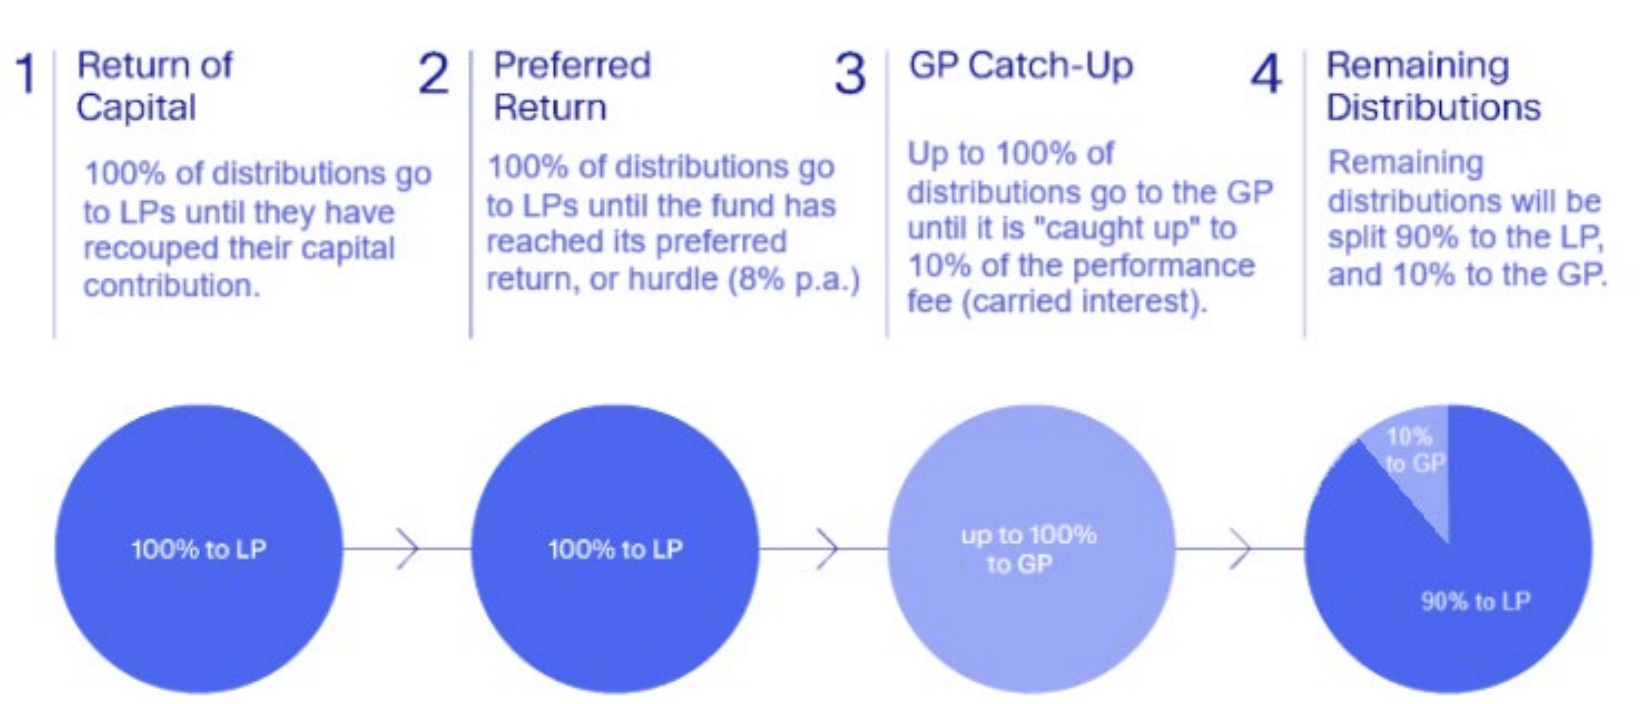 1
Return of
Capital
100% of distributions go
to LPs until they have
recouped their capital
contribution.
2
Preferred
Return
100% of distributions go
to LPs until the fund has
reached its preferred
return, or hurdle (8% p.a.)
3
GP Catch-Up
Up to 100% of
distributions go to the GP
until it is "caught up" to
10% of the performance
fee (carried interest).
4
Remaining
Distributions
Remaining
distributions will be
split 90% to the LP,
and 10% to the GP.
100% to LP
100% to LP
up to 100%
to GP
10%
to GP
90% to LP